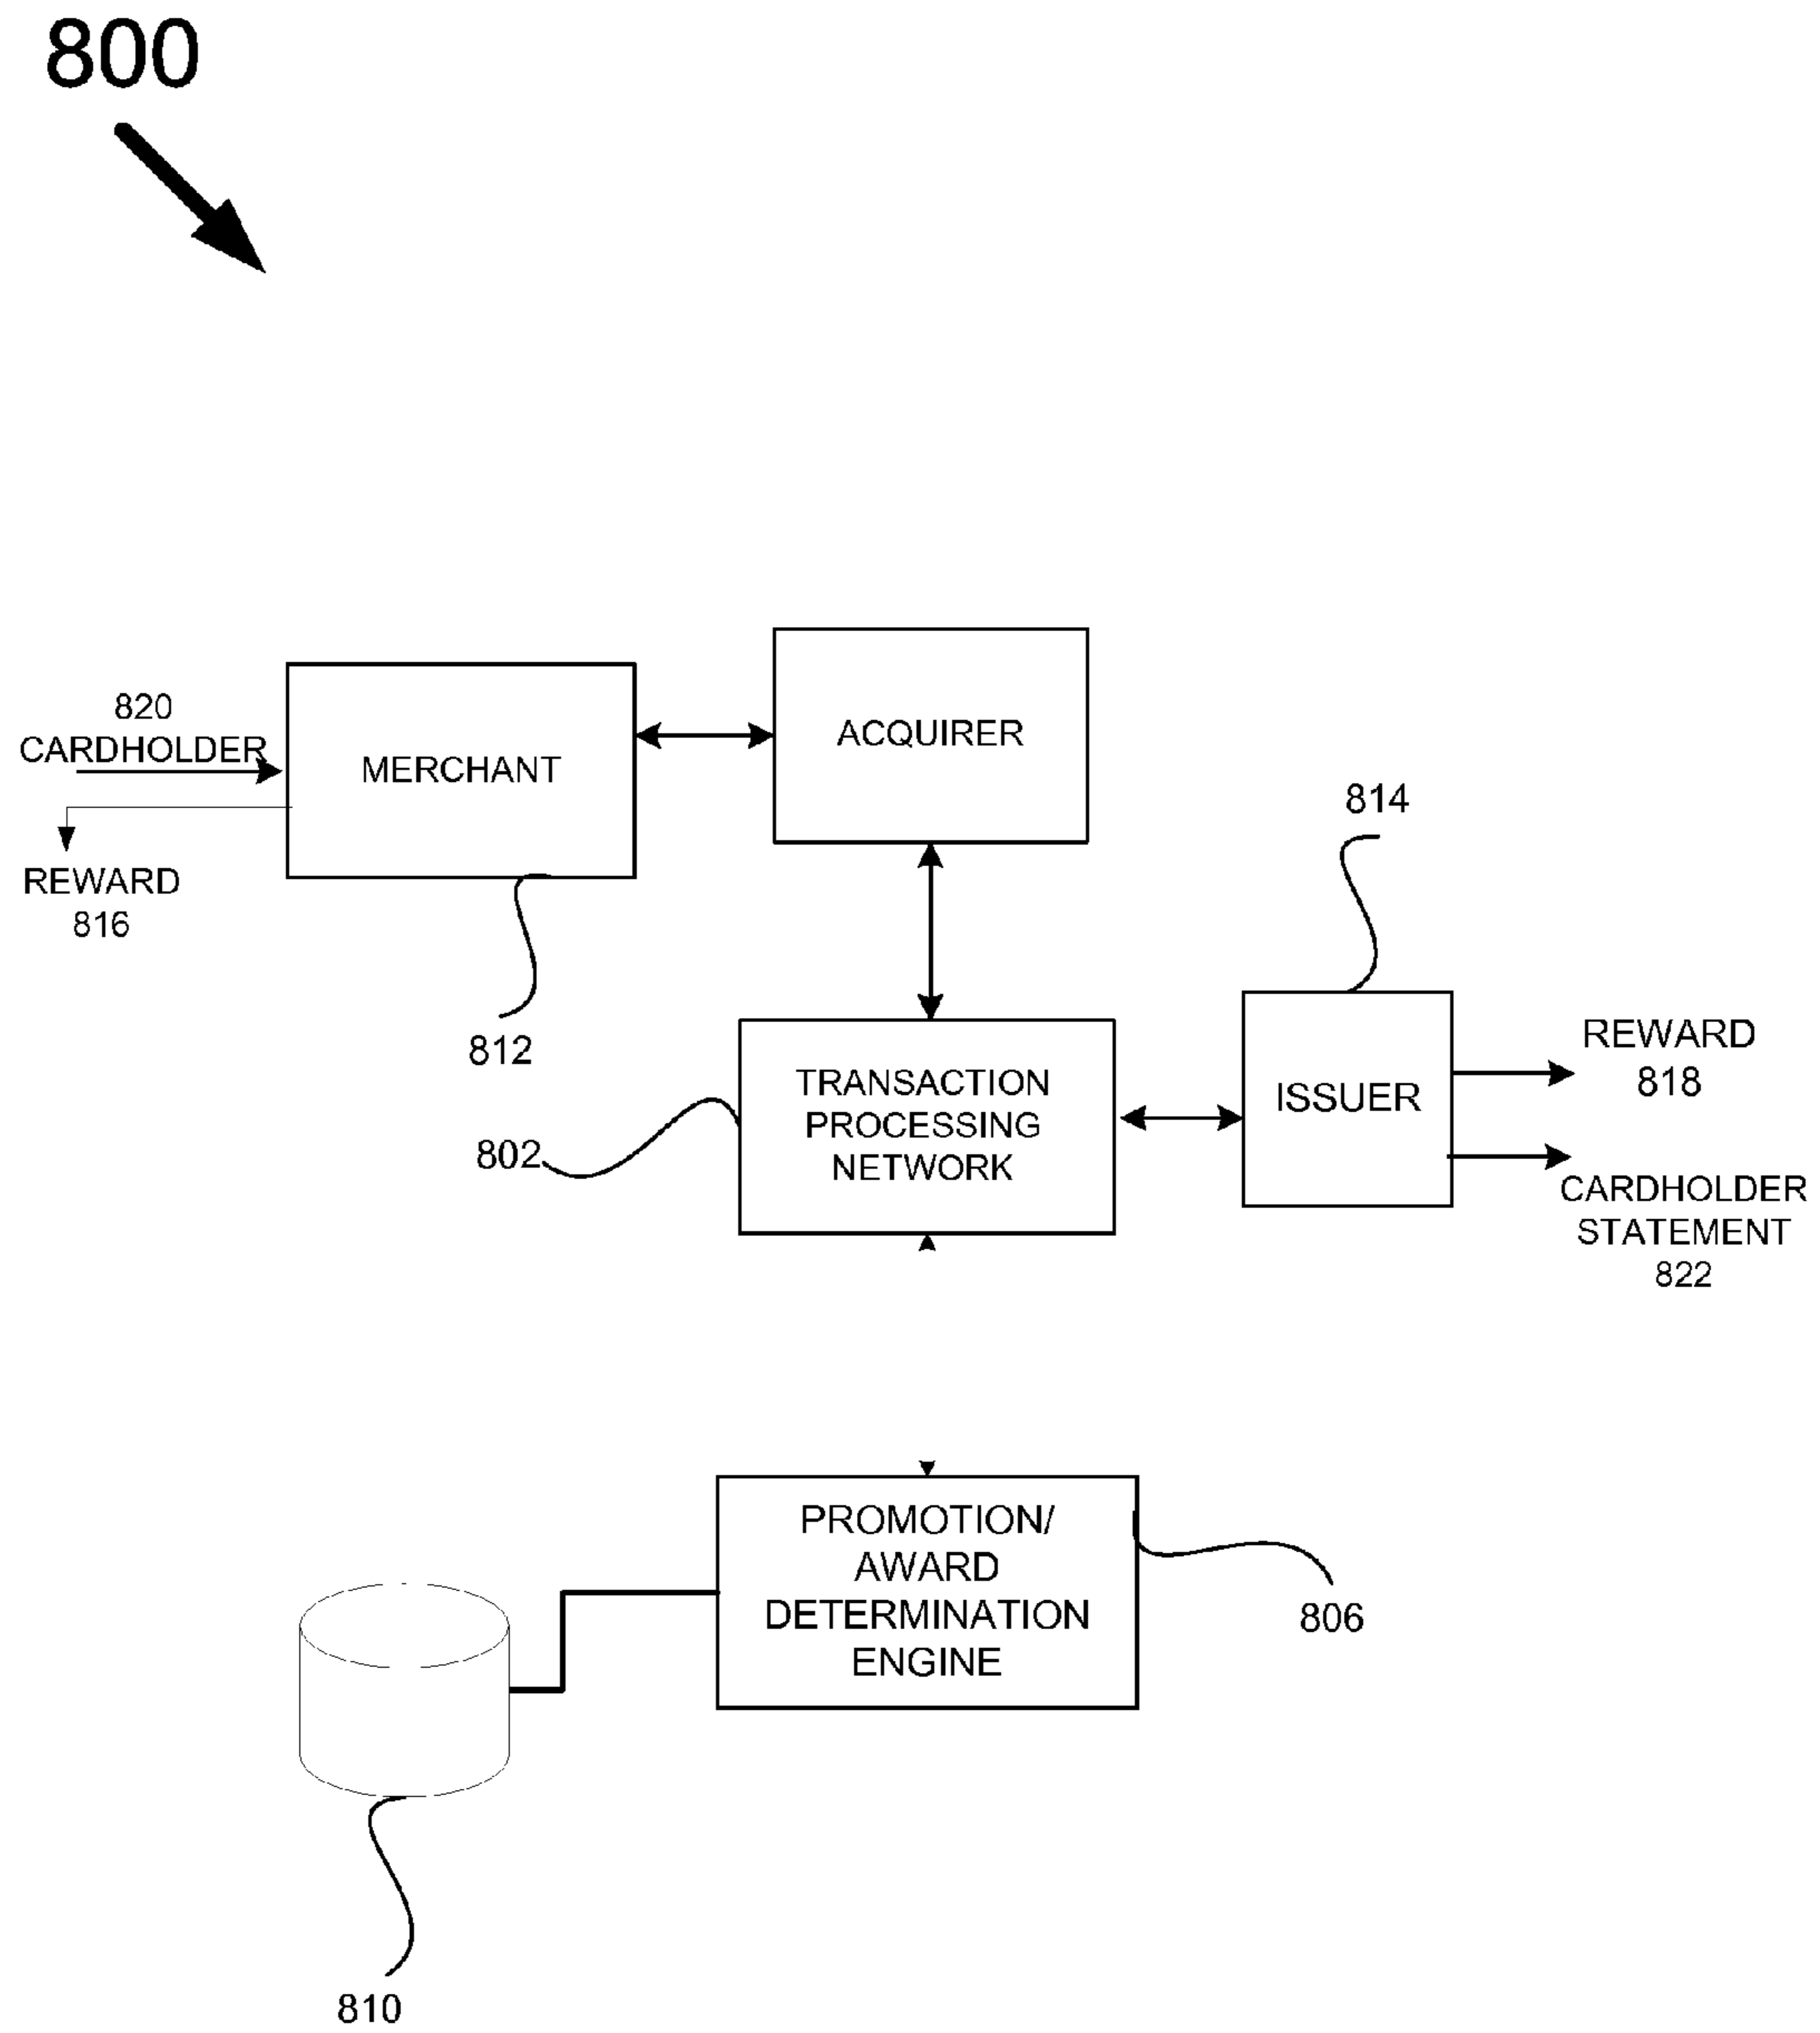 800
820
CARDHOLDER
MERCHANT
ACQUIRER
REWARD
816
812
814
802
TRANSACTION
PROCESSING
NETWORK
ISSUER
REWARD
818
CARDHOLDER
STATEMENT
822
PROMOTION/
AWARD
DETERMINATION
ENGINE
806
810